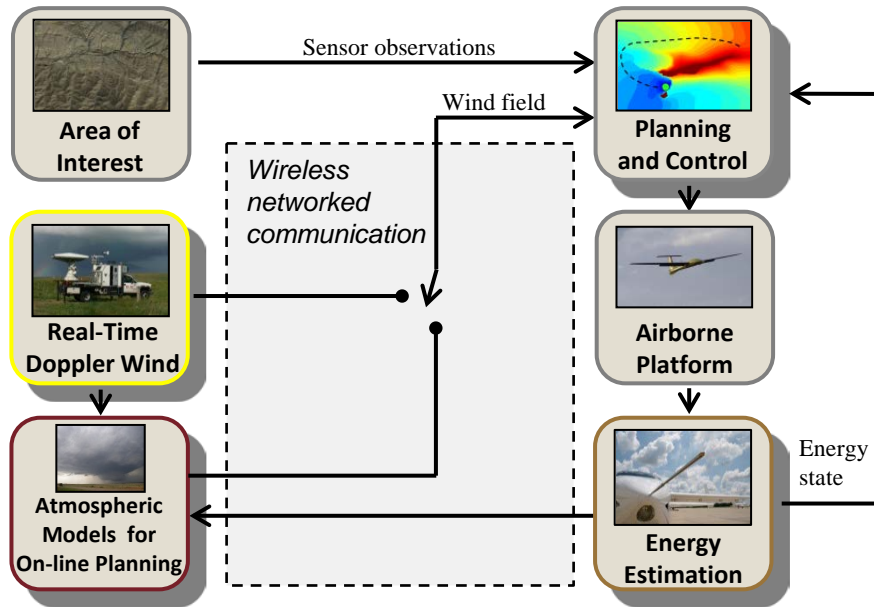 Sensor observations
Area of
Interest
Wind field
Planning
and Control
Wireless
networked
communication
Real-Time
Doppler Wind
Airborne
Platform
Energy
state
Atmospheric
Models for
On-line Planning
Energy
Estimation